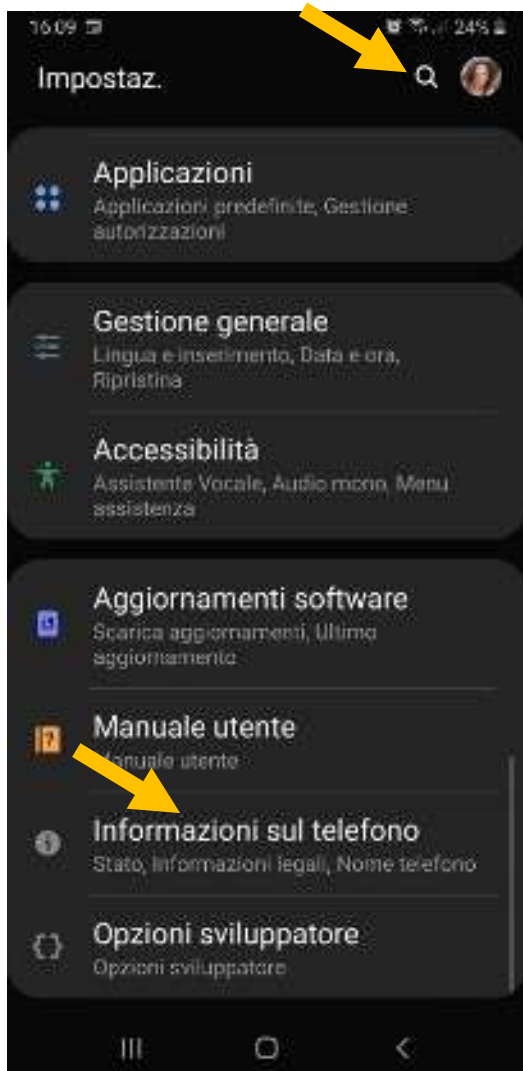 16:09 24%
Impostaz.
Applicazioni
Applicazioni predefinite, Gestione
autorizzazioni
Gestione generale
Lingua e inserimento, Data e ora,
Ripristina
Accessibilità
Assistente Vocale, Audio mono, Menu
assistenza
Aggiornamenti software
Scarica aggiornamenti, Ultimo
aggiornamento
Manuale utente
Manuale utente
Informazioni sul telefono
Stato, Informazioni legali, Nome telefono
Opzioni sviluppatore
Opzioni sviluppatore